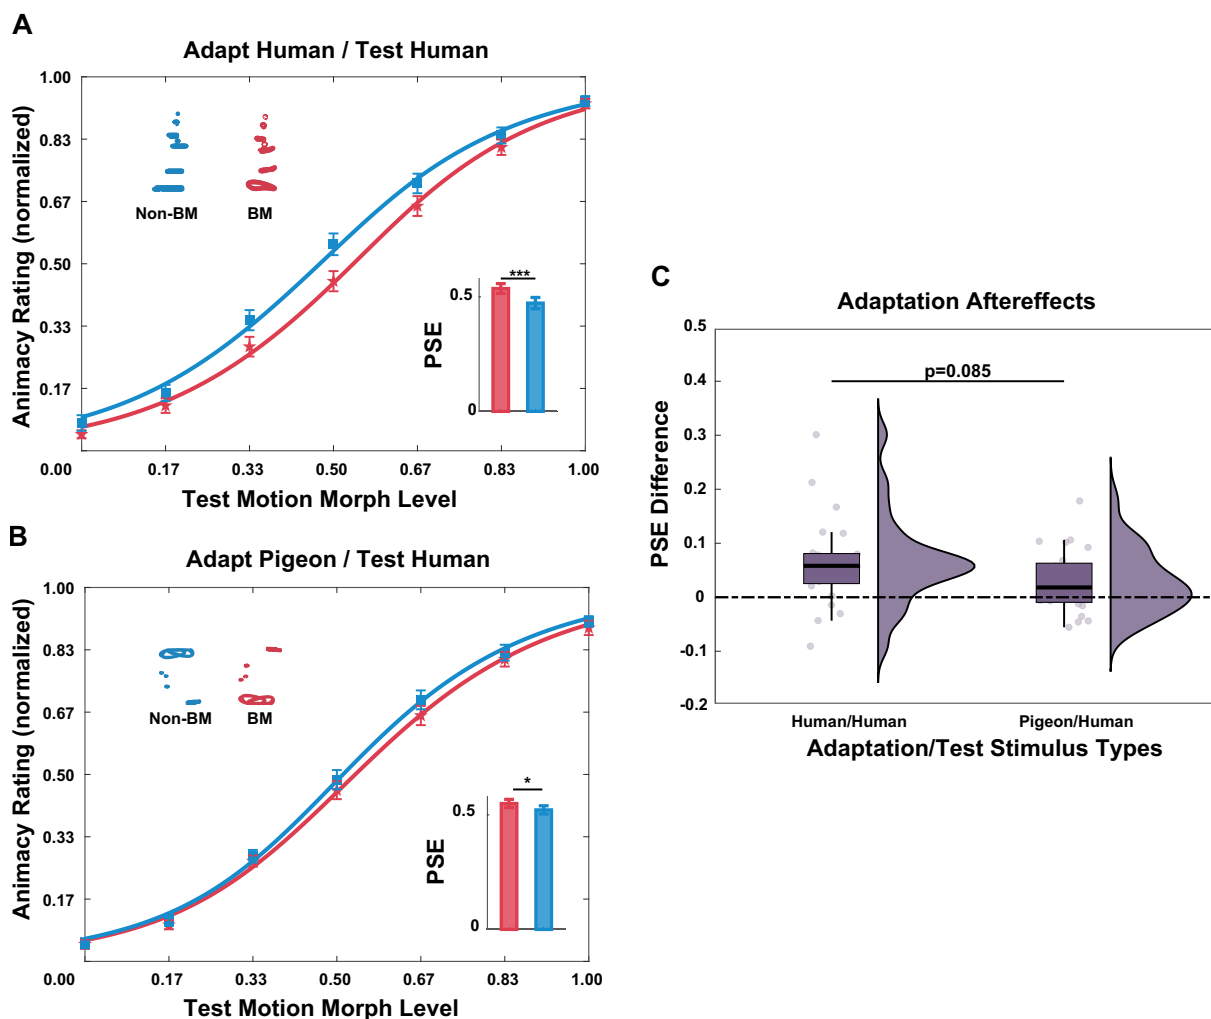 A
Adapt Human / Test Human
Animacy Rating (normalized)
1.00
0.83
0.67
0.50
0.33
0.17
0.00
Non-BM
BM
PSE
0.5
0
***
0.17
0.33
0.50
0.67
0.83
1.00
Test Motion Morph Level
B
Adapt Pigeon / Test Human
Animacy Rating (normalized)
1.00
0.83
0.67
0.50
0.33
0.17
0.00
Non-BM
BM
PSE
0.5
0
*
0.17
0.33
0.50
0.67
0.83
1.00
Test Motion Morph Level
C
Adaptation Aftereffects
PSE Difference
0.5
0.4
0.3
0.2
0.1
0
-0.1
-0.2
p=0.085
Human/Human
Pigeon/Human
Adaptation/Test Stimulus Types